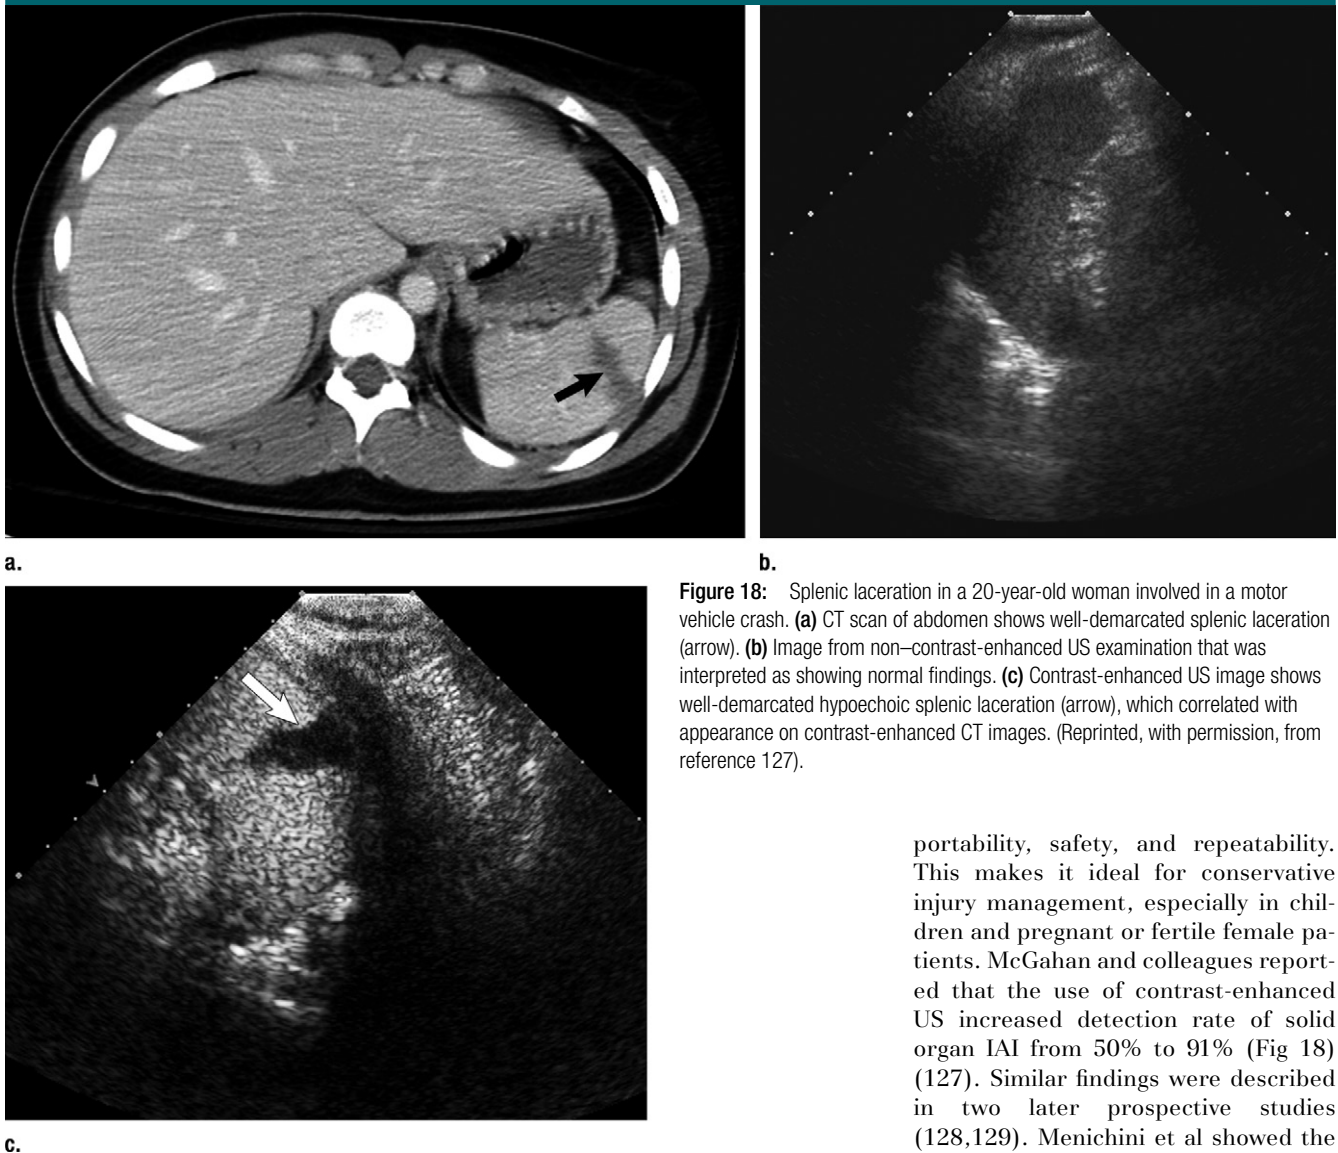 a.
b.
Figure 18: Splenic laceration in a 20-year-old woman involved in a motor
vehicle crash. (a) CT scan of abdomen shows well-demarcated splenic laceration
(arrow). (b) Image from non–contrast-enhanced US examination that was
interpreted as showing normal findings. (c) Contrast-enhanced US image shows
well-demarcated hypoechoic splenic laceration (arrow), which correlated with
appearance on contrast-enhanced CT images. (Reprinted, with permission, from
reference 127).
c.
portability, safety, and repeatability.
This makes it ideal for conservative
injury management, especially in chil-
dren and pregnant or fertile female pa-
tients. McGahan and colleagues report-
ed that the use of contrast-enhanced
US increased detection rate of solid
organ IAI from 50% to 91% (Fig 18)
(127). Similar findings were described
in two later prospective studies
(128,129). Menichini et al showed the